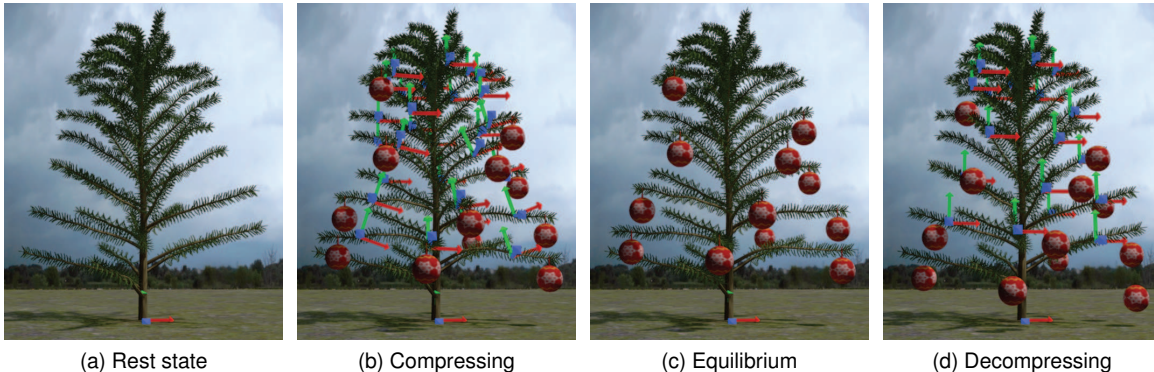 (a) Rest state
(b) Compressing
(c) Equilibrium
(d) Decompressing